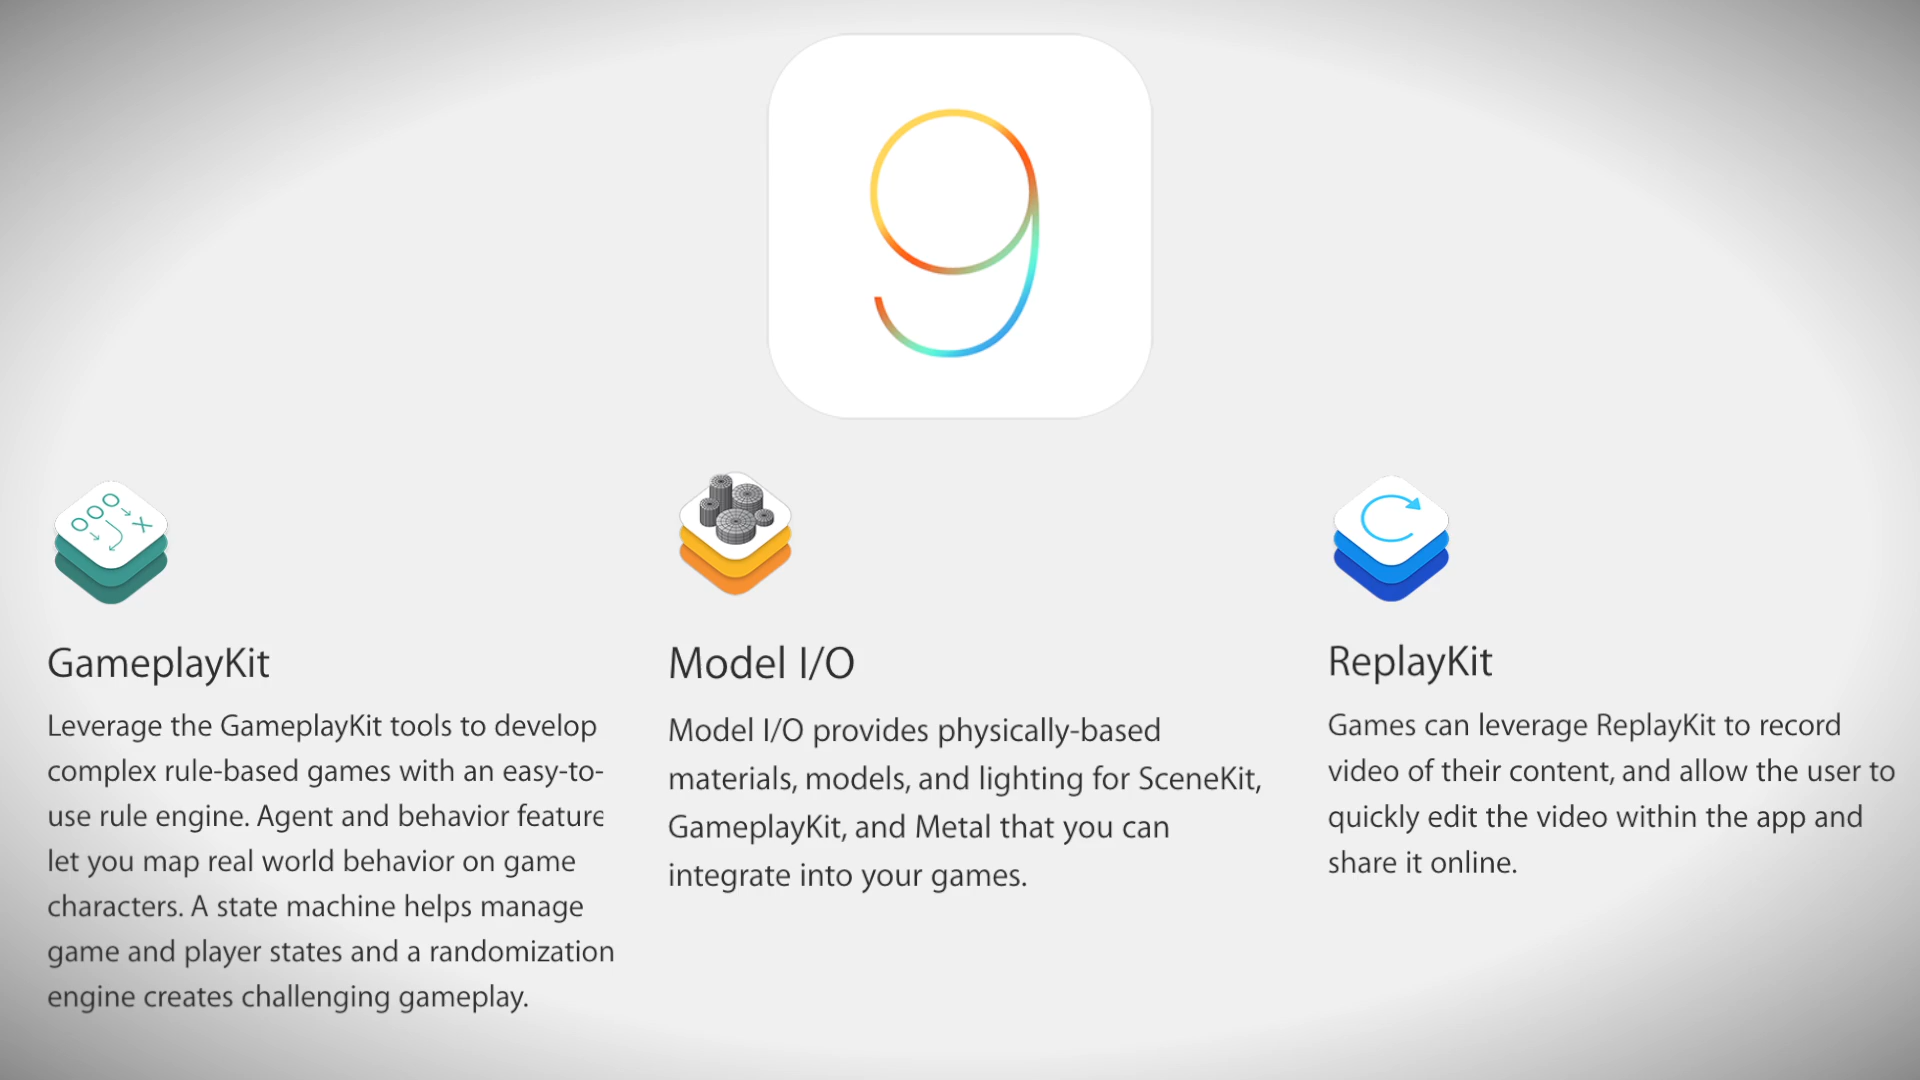 9
GameplayKit
Leverage the GameplayKit tools to develop
complex rule-based games with an easy-to-
use rule engine. Agent and behavior feature
let you map real world behavior on game
characters. A state machine helps manage
game and player states and a randomization
engine creates challenging gameplay.
Model I/O
Model I/O provides physically-based
materials, models, and lighting for SceneKit,
GameplayKit, and Metal that you can
integrate into your games.
ReplayKit
Games can leverage ReplayKit to record
video of their content, and allow the user to
quickly edit the video within the app and
share it online.